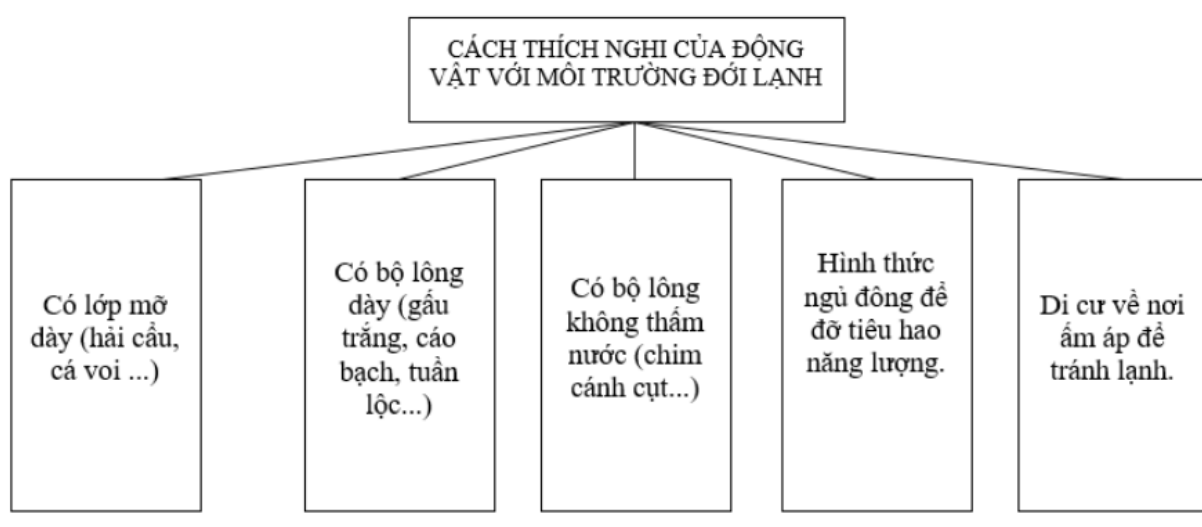 CÁCH THÍCH NGHI CỦA ĐỘNG
VẬT VỚI MÔI TRƯỜNG ĐỚI LẠNH
Có lớp mỡ
dày (hải cẩu,
cá voi ...)
Có bộ lông
dày (gấu
trắng, cáo
bạch, tuần
lộc...)
Có bộ lông
không thấm
nước (chim
cánh cụt...)
Hình thức
ngủ đông để
đỡ tiêu hao
năng lượng.
Di cư về nơi
ấm áp để
tránh lạnh.